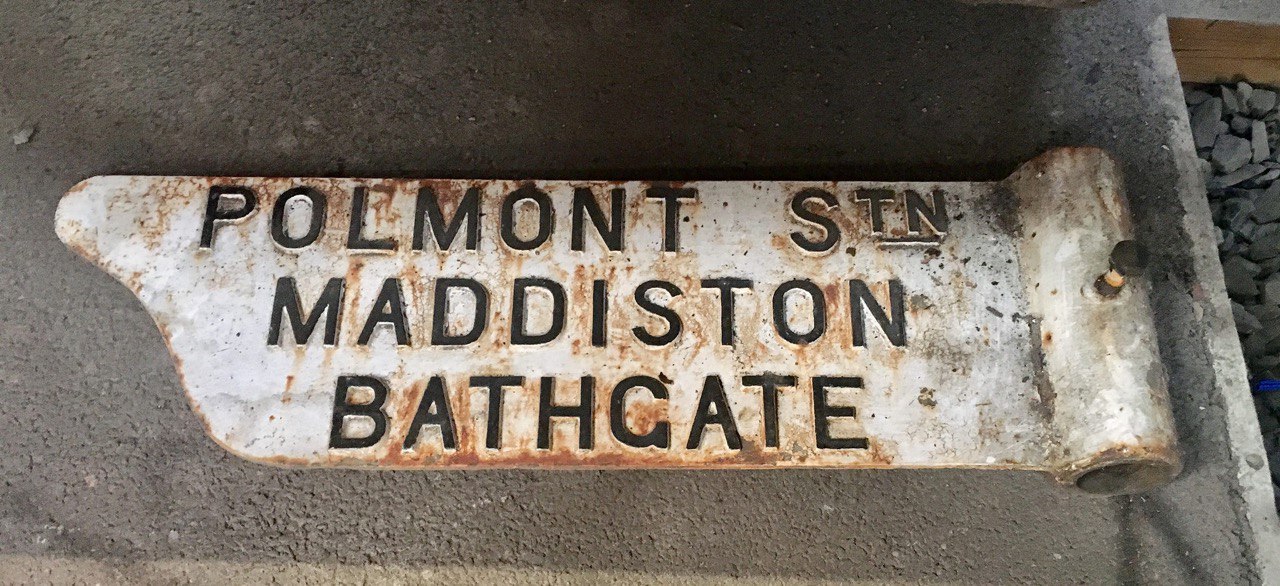 POLMONT STN
MADDISTON
BATHGATE